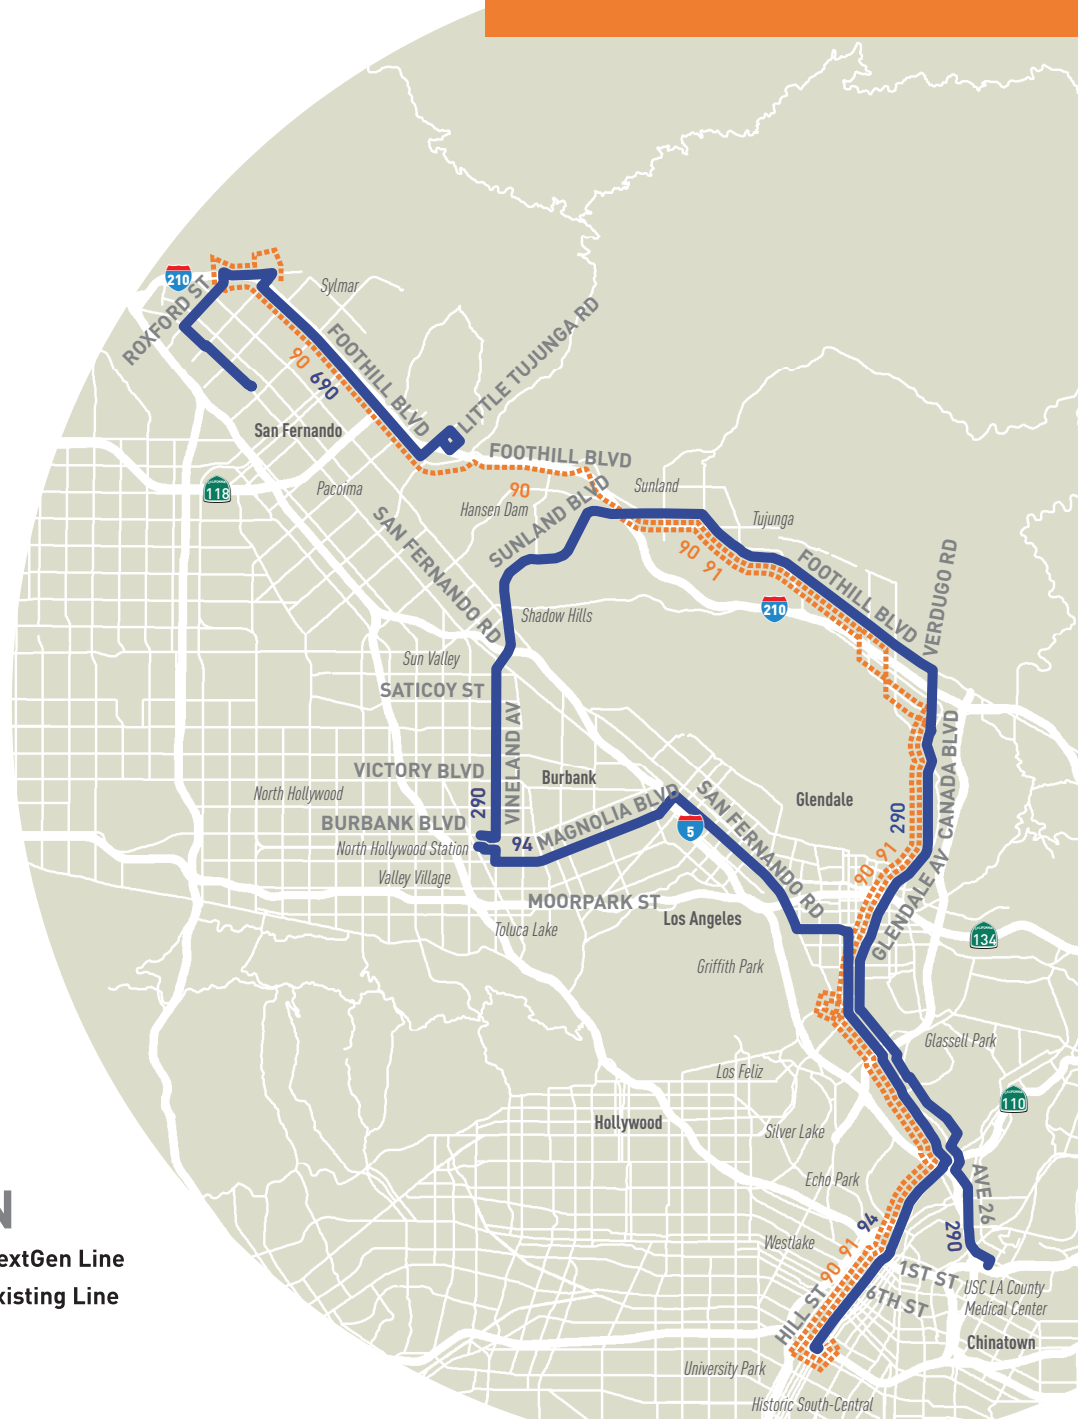 210
Sylmar
ROXFORD ST
FOOTHILL BLVD
LITTLE TUJUNGA RD
90
690
San Fernando
FOOTHILL BLVD
118
Pacoima
90
Hansen Dam
SUNLAND BLVD
Sunland
Tujunga
SAN FERNANDO RD
90
91
FOOTHILL BLVD
VERDUGO RD
210
Shadow Hills
Sun Valley
SATICOY ST
VINELAND AV
CANADA BLVD
VICTORY BLVD
Burbank
North Hollywood
290
MAGNOLIA BLVD
SAN FERNANDO RD
Glendale
290
BURBANK BLVD
5
North Hollywood Station
94
90
91
Valley Village
GLENDALE AV
MOORPARK ST
Los Angeles
Toluca Lake
134
CALIFORNIA
Griffith Park
Glassell Park
Los Feliz
110
Hollywood
Silver Lake
Echo Park
AVE 26
N
94
290
Westlake
91
90
extGen Line
1ST ST
USC LA County
Medical Center
xisting Line
6TH ST
HILL ST
Chinatown
University Park
Historic South-Central